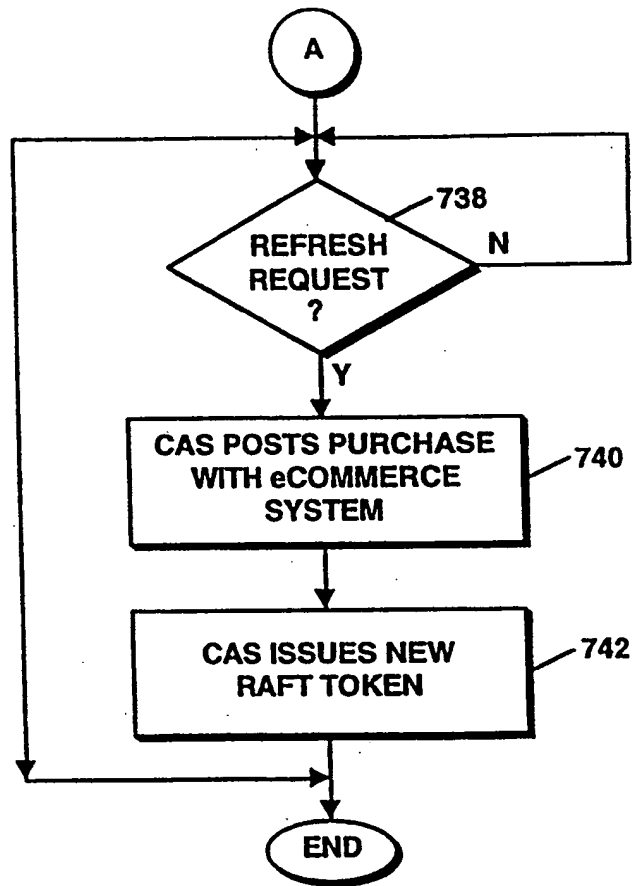 A
738
REFRESH
REQUEST
?
N
Y
CAS POSTS PURCHASE
WITH eCOMMERCE
SYSTEM
740
CAS ISSUES NEW
RAFT TOKEN
742
END